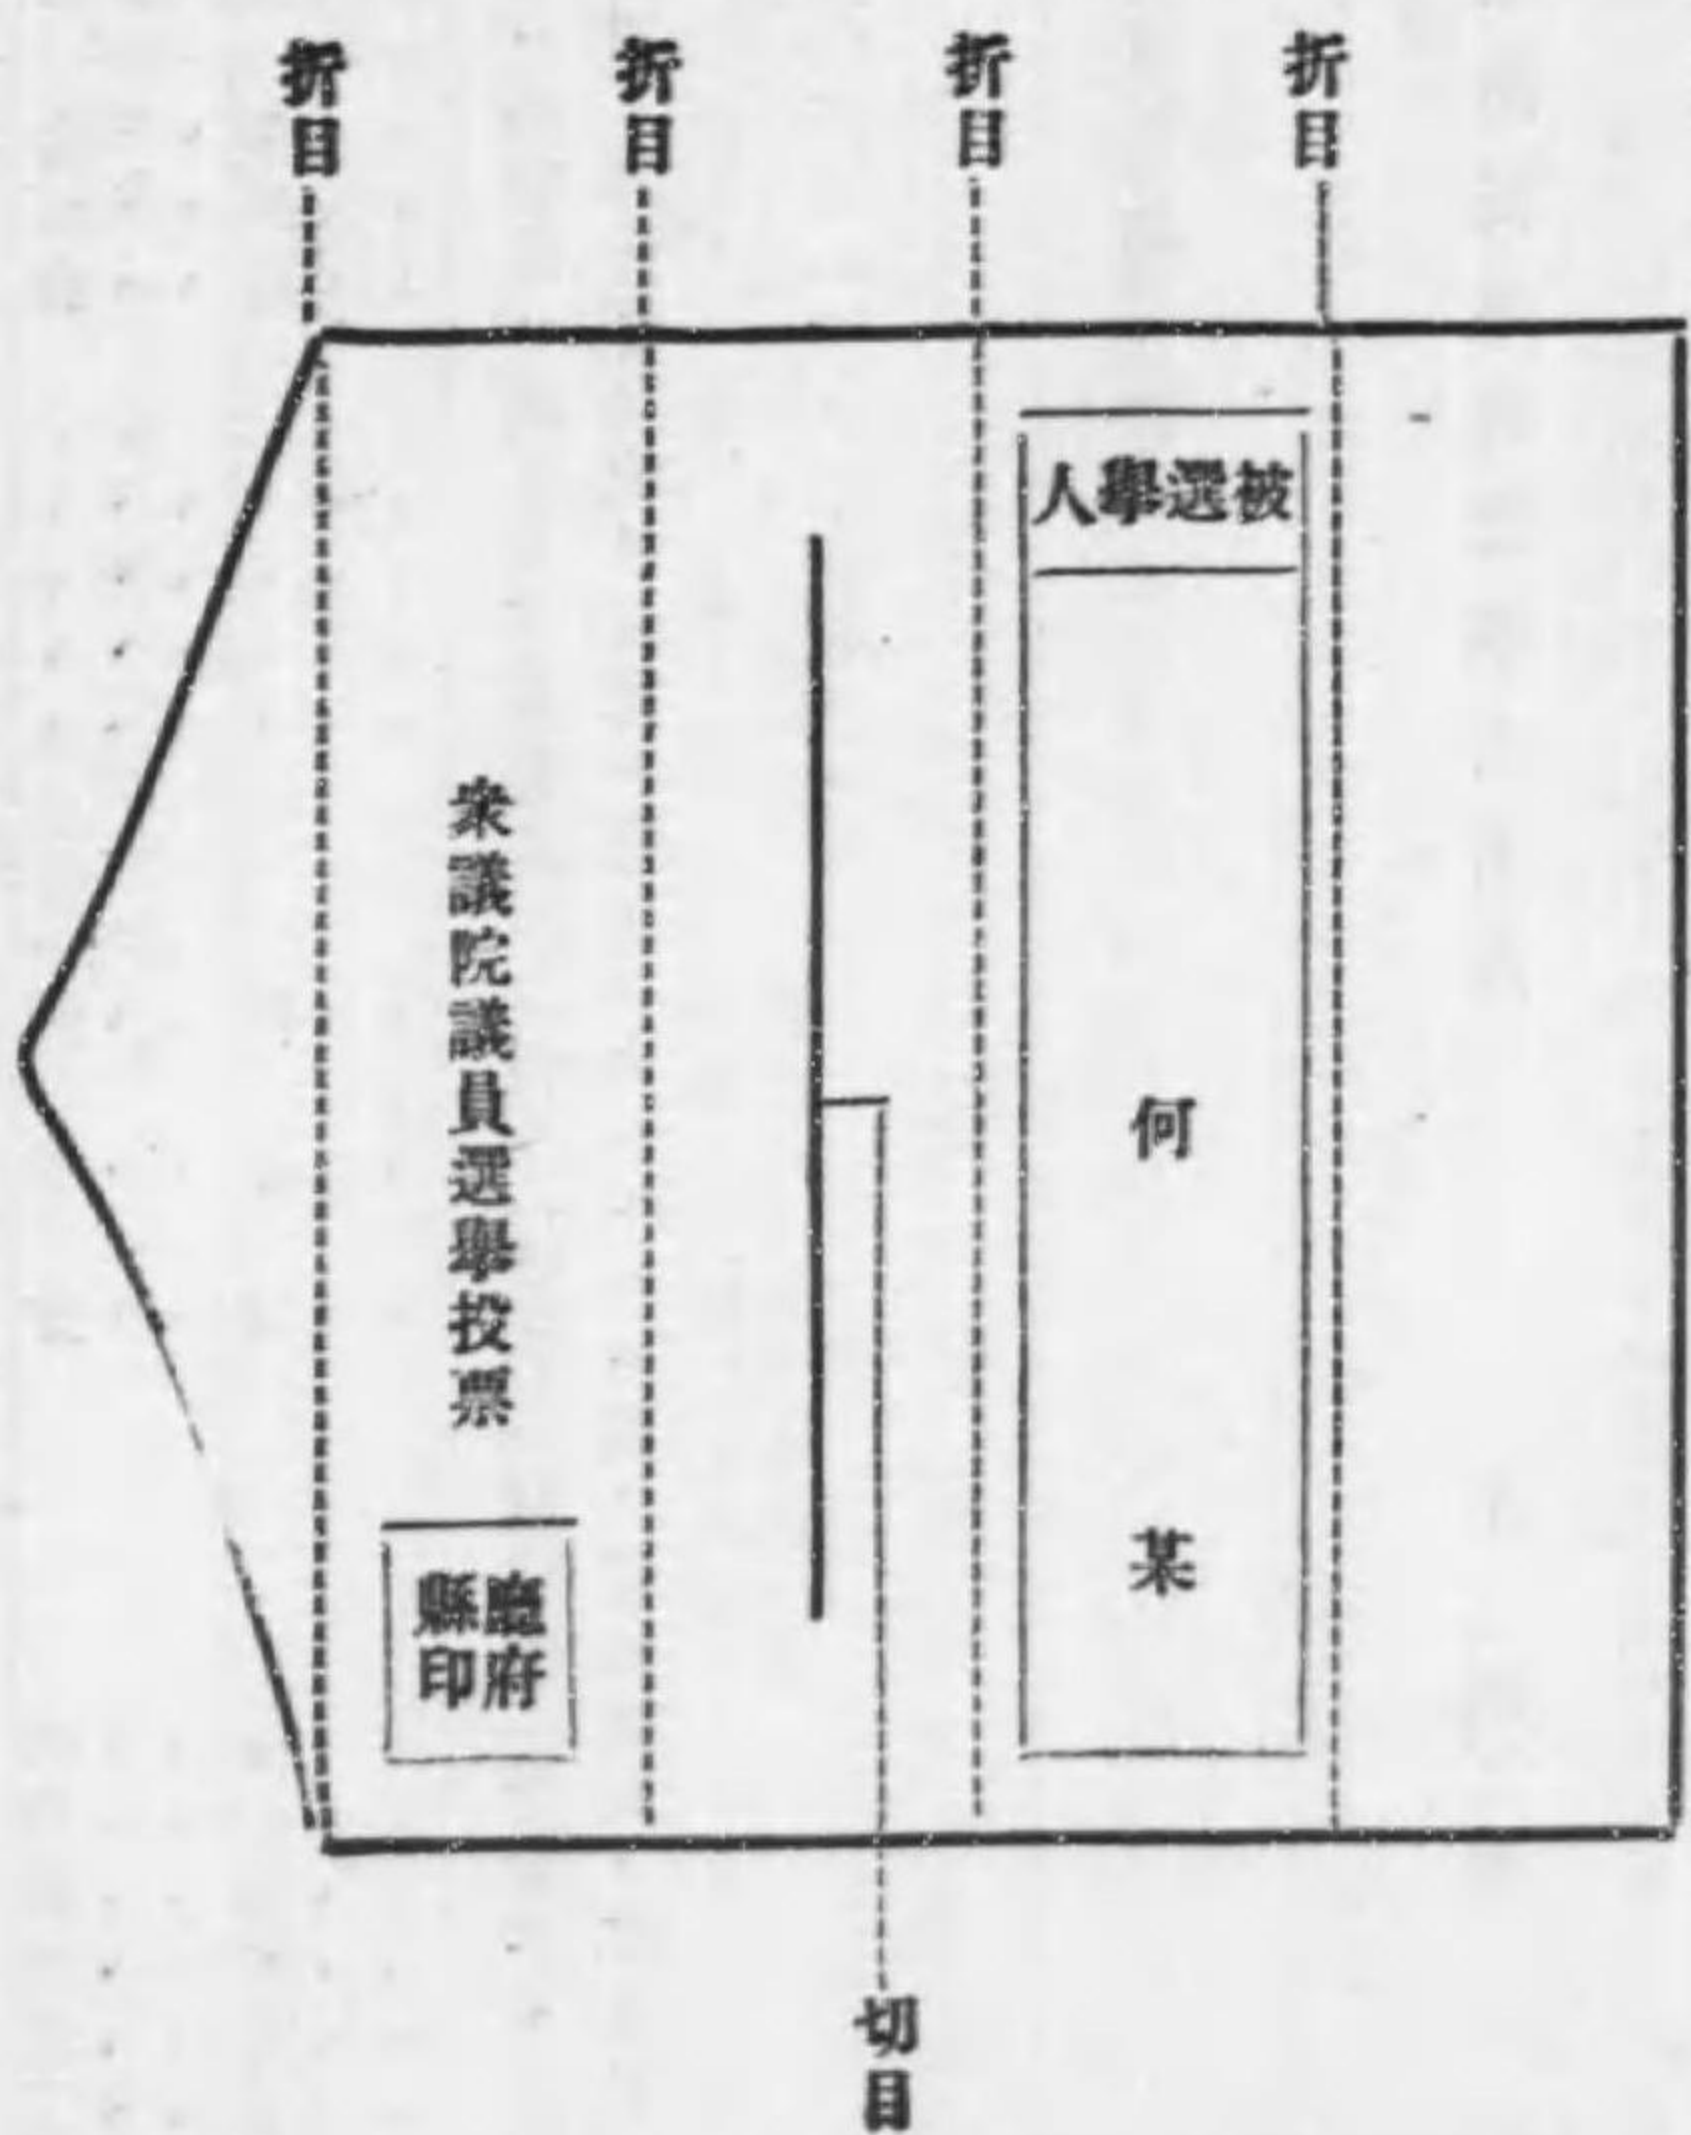 折目
折目
折目
折目
被選擧人
何某
衆議院議員選擧投票
廳府
縣印
切目